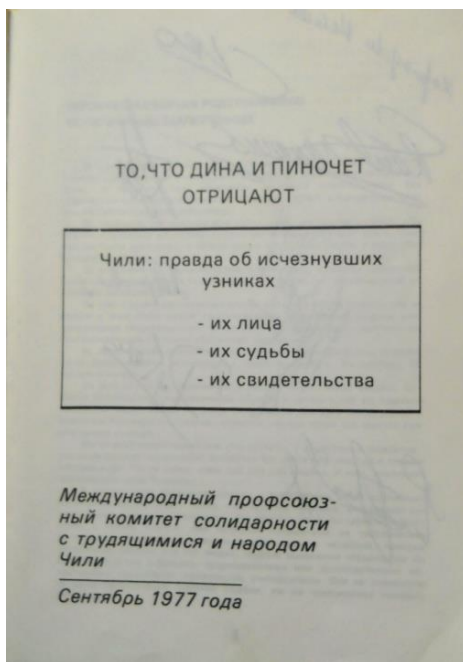 ТО,ЧТО ДИНА И ПИНОЧЕТ
ОТРИЦАЮТ
Чили: правда об исчезнувших
узниках
- их лица
- их судьбы
- их свидетельства
Международный профсоюз-
ный комитет солидарности
с трудящимися и народом
Чили
Сентябрь 1977 года